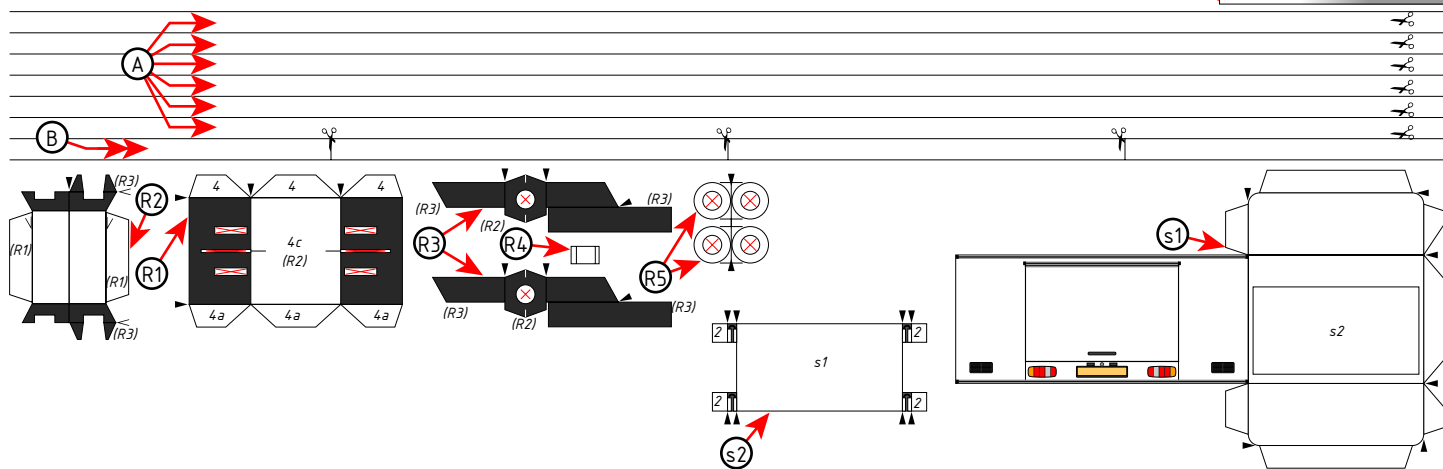 A
B
(R3)
R2
(R1)
(R1)
(R3)
R1
4 4 4
4c
(R2)
4a 4a 4a
(R3)
(R3)
R3
(R2)
R4
R5
(R3)
(R3)
(R2)
2 2
s1
2 2
s2
s1
s2